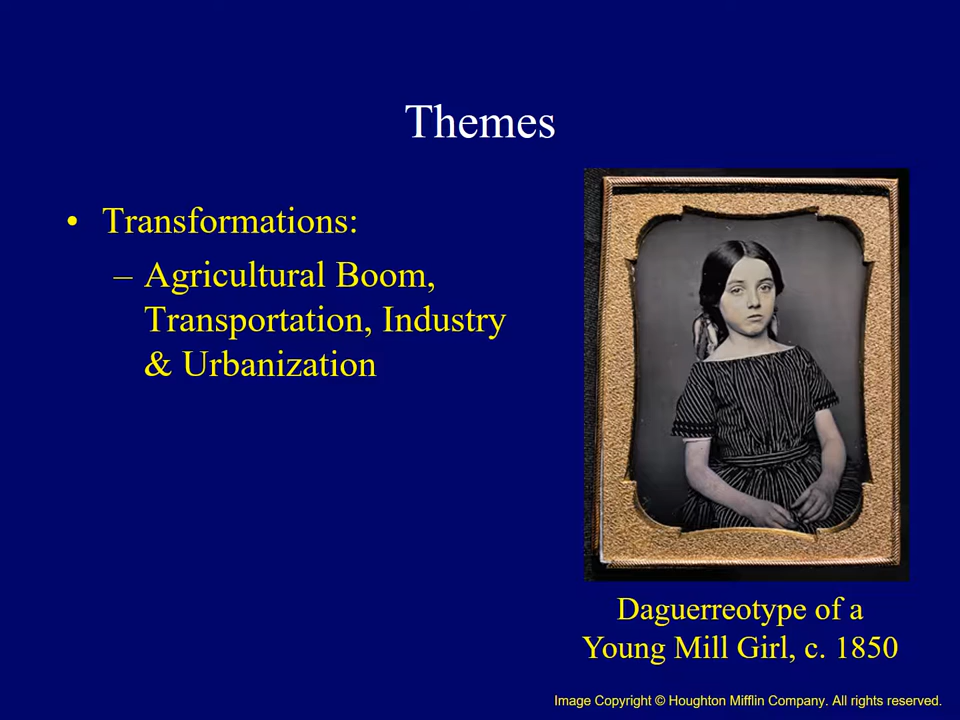 Themes
• Transformations:
– Agricultural Boom,
Transportation, Industry
& Urbanization
Daguerreotype of a
Young Mill Girl, c. 1850
Image Copyright © Houghton Mifflin Company. All rights reserved.